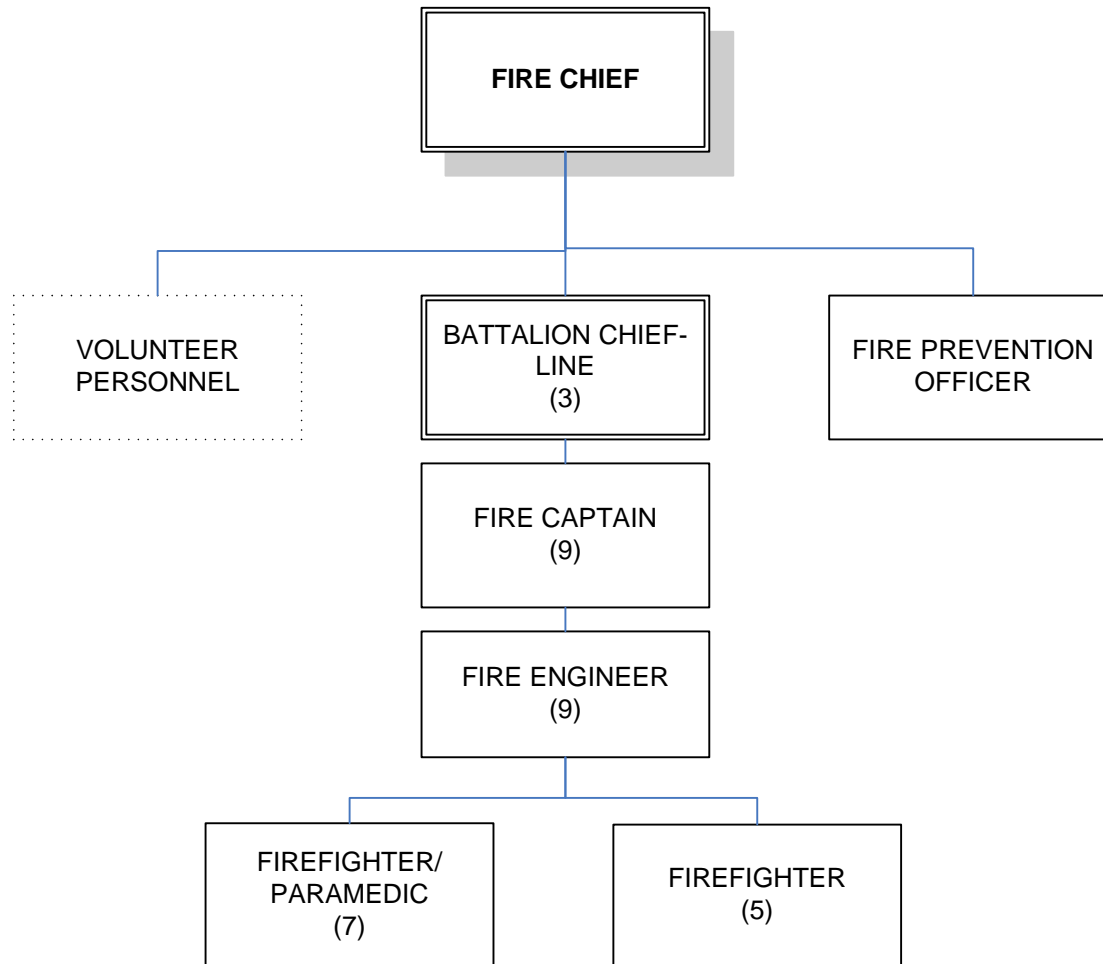 FIRE CHIEF
VOLUNTEER
PERSONNEL
BATTALION CHIEF-
LINE
(3)
FIRE PREVENTION
OFFICER
FIRE CAPTAIN
(9)
FIRE ENGINEER
(9)
FIREFIGHTER/
PARAMEDIC
(7)
FIREFIGHTER
(5)